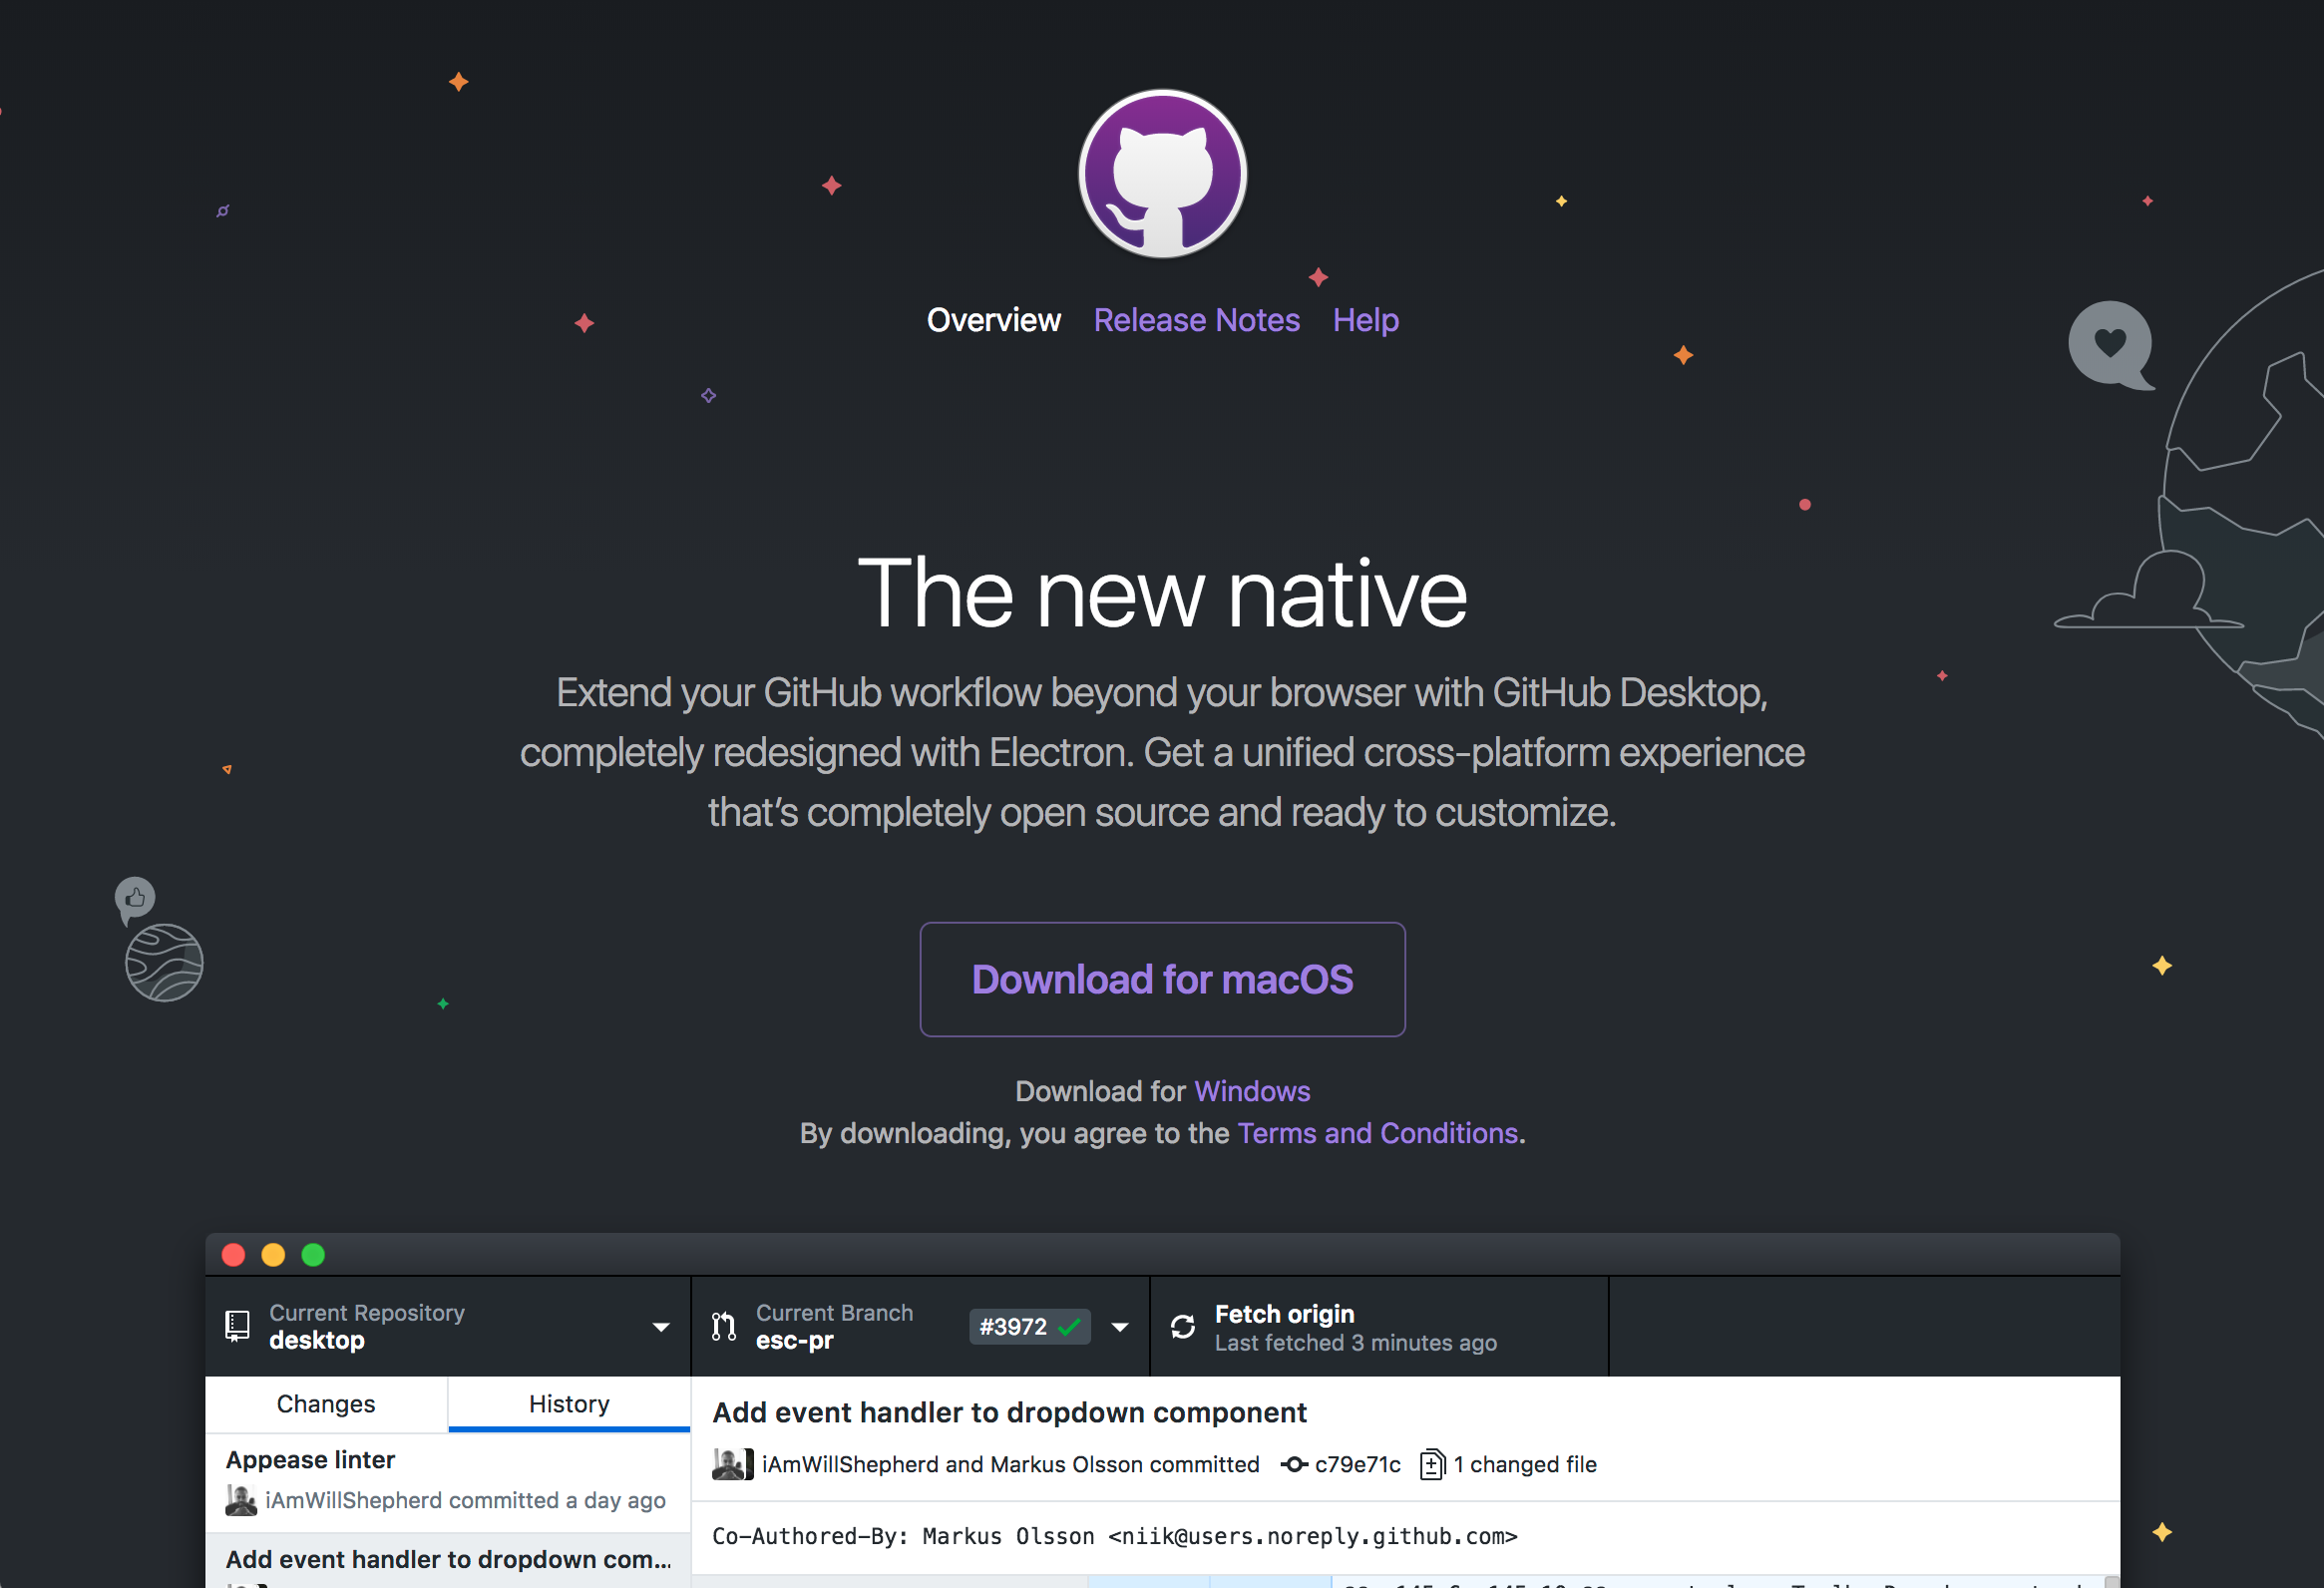 Overview Release Notes Help
The new native
Extend your GitHub workflow beyond your browser with GitHub Desktop,
completely redesigned with Electron. Get a unified cross-platform experience
that’s completely open source and ready to customize.
Download for macOS
Download for Windows
By downloading, you agree to the Terms and Conditions.
Current Repository
desktop
Current Branch
esc-pr
#3972
Fetch origin
Last fetched 3 minutes ago
Changes History
Appease linter
iAmWillShepherd committed a day ago
Add event handler to dropdown com...
Add event handler to dropdown component
iAmWillShepherd and Markus Olsson committed c79e71c 1 changed file
Co-Authored-By: Markus Olsson <niik@users.noreply.github.com>